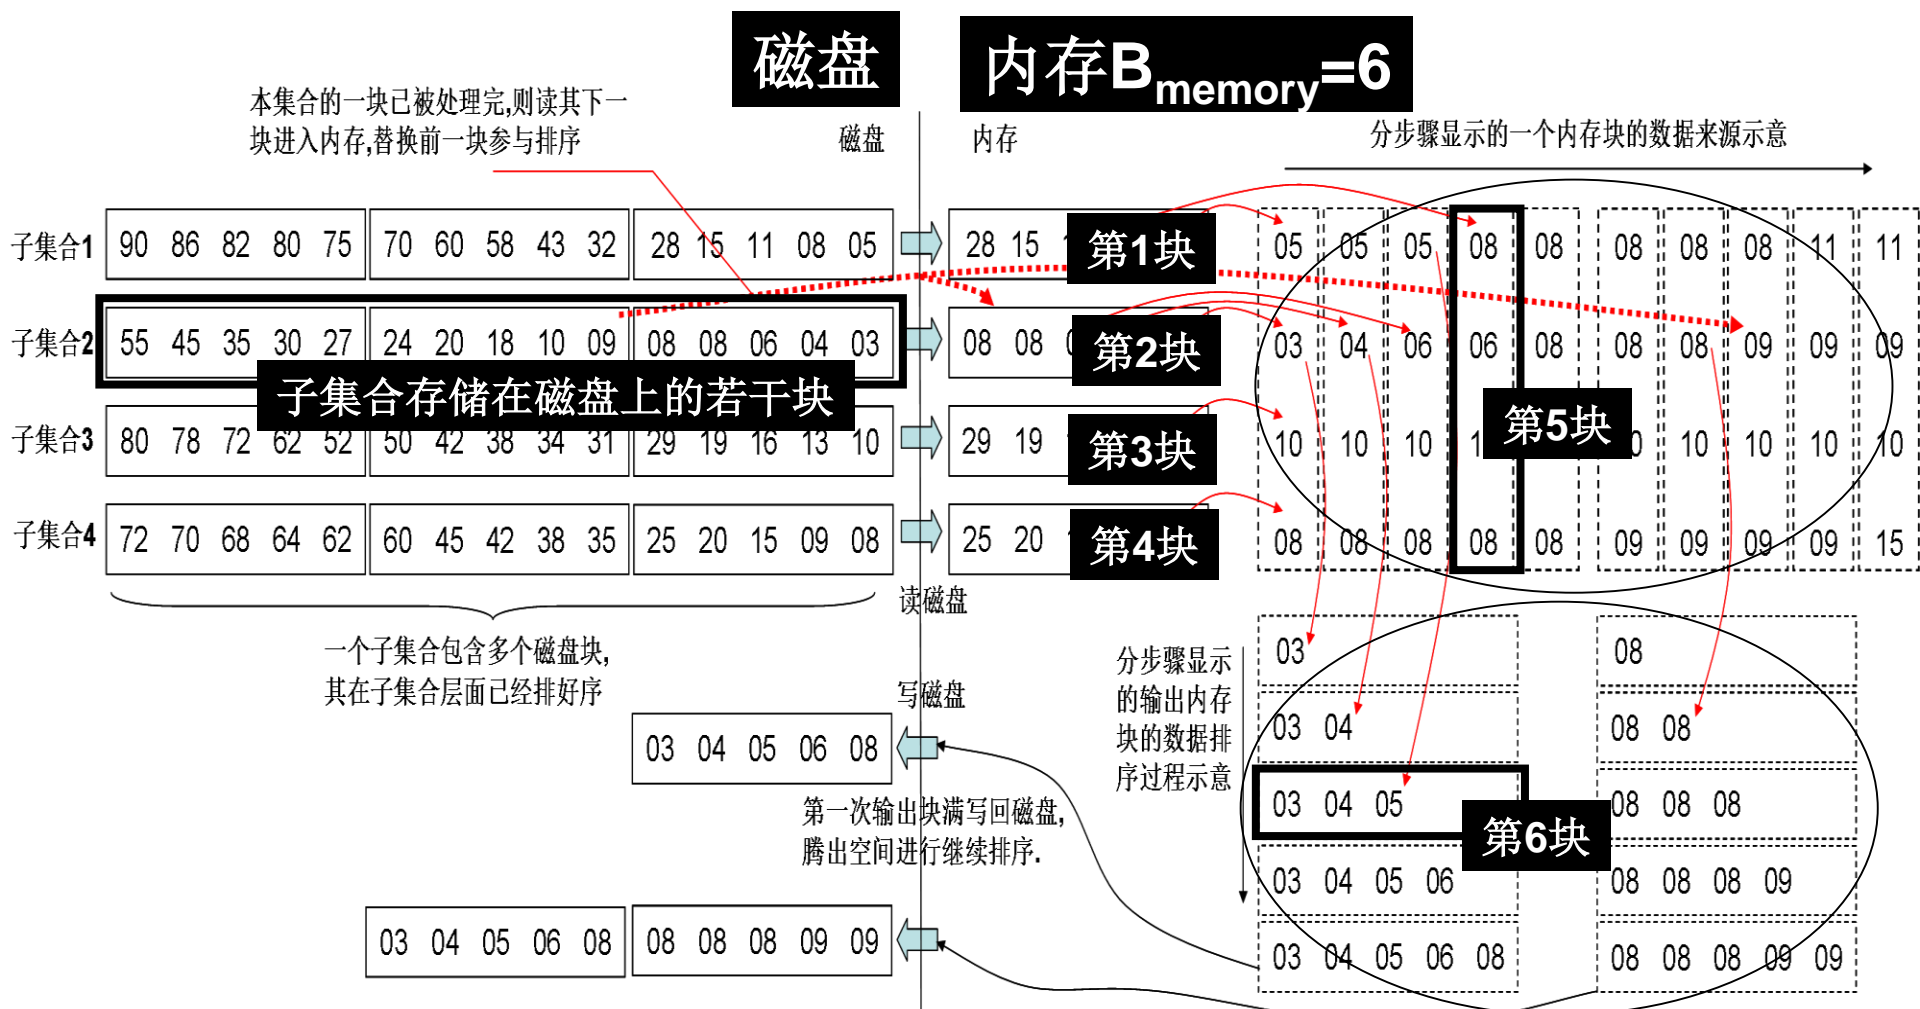 磁盘
内存Bmemory=6
本集合的一块已被处理完,则读其下一
块进入内存,替换前一块参与排序
磁盘
内存
分步骤显示的一个内存块的数据来源示意
子集合1
90 86 82 80 75
70 60 58 43 32
28 15 11 08 05
28 15
第1块
05 05 05 08 08 08 08 08 11 11
子集合2
55 45 35 30 27
24 20 18 10 09
08 08 06 04 03
08 08
第2块
03 04 06 06 08 08 08 09 09 09
子集合存储在磁盘上的若干块
子集合3
80 78 72 62 52
50 42 38 34 31
29 19 16 13 10
29 19
第3块
10 10 10
第5块
10 10 10 10
子集合4
72 70 68 64 62
60 45 42 38 35
25 20 15 09 08
25 20
第4块
08 08 08 08 08 09 09 09 09 15
读磁盘
一个子集合包含多个磁盘块,
其在子集合层面已经排好序
写磁盘
03 04 05 06 08
第一次输出块满写回磁盘,
腾出空间进行继续排序.
03 04 05 06 08
08 08 08 09 09
分步骤显示
的输出内存
块的数据排
序过程示意
03
03 04
03 04 05
第6块
03 04 05 06
03 04 05 06 08
08
08 08
08 08 08
08 08 08 09
08 08 08 09 09